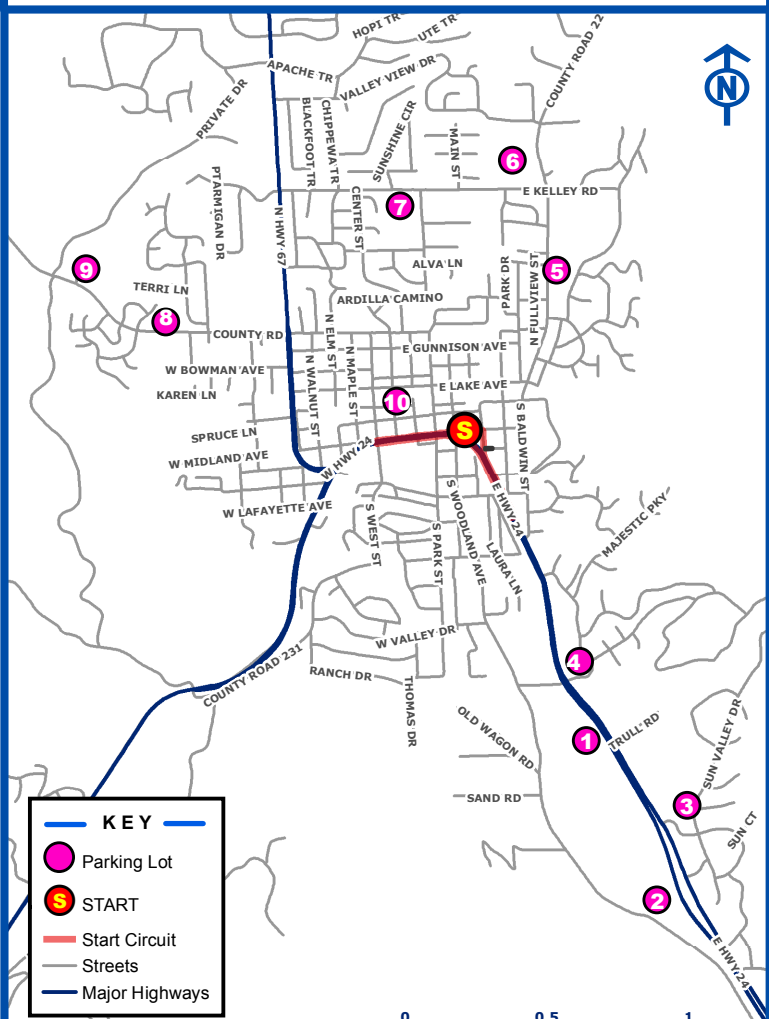 HOPI TR
UTE TR
COUNTY ROAD 22
N
APACHE TR
VALLEY VIEW DR
PRIVATE DR
BLACKFOOT TR
CHIPPEWA TR
SUNSHINE CIR
MAIN ST
6
E KELLEY RD
PTARMIGAN DR
N HWY 67
CENTER ST
7
9
TERRI LN
ALVA LN
PARK DR
N FULLVIEW ST
5
ARDILLA CAMINO
8
COUNTY RD
N ELM ST
E GUNNISON AVE
W BOWMAN AVE
N WALNUT ST
N MAPLE ST
E LAKE AVE
KAREN LN
10
S
S BALDWIN ST
SPRUCE LN
W MIDLAND AVE
W HWY 24
E HWY 24
W LAFAYETTE AVE
S WEST ST
S PARK ST
S WOODLAND AVE
LAURA LN
MAJESTIC PKY
W VALLEY DR
COUNTY ROAD 231
RANCH DR
THOMAS DR
4
OLD WAGON RD
1
TRULL RD
SUN VALLEY DR
SAND RD
3
SUN CT
2
E HWY 24
KEY
Parking Lot
S START
Start Circuit
Streets
Major Highways
0 0.5 1